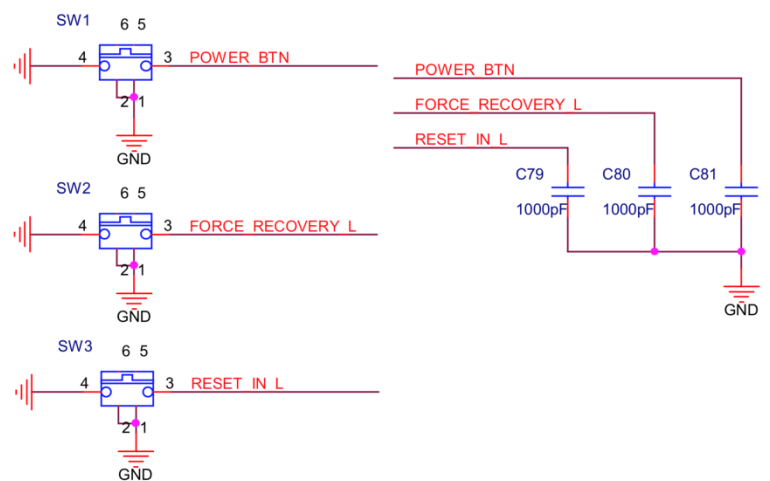 SW1
6 5
4
3
POWER_BTN
2 1
GND
SW2
6 5
4
3
FORCE_RECOVERY_L
2 1
GND
SW3
6 5
4
3
RESET_IN_L
2 1
GND
POWER_BTN
FORCE_RECOVERY_L
RESET_IN_L
C79
C80
C81
1000pF
1000pF
1000pF
GND